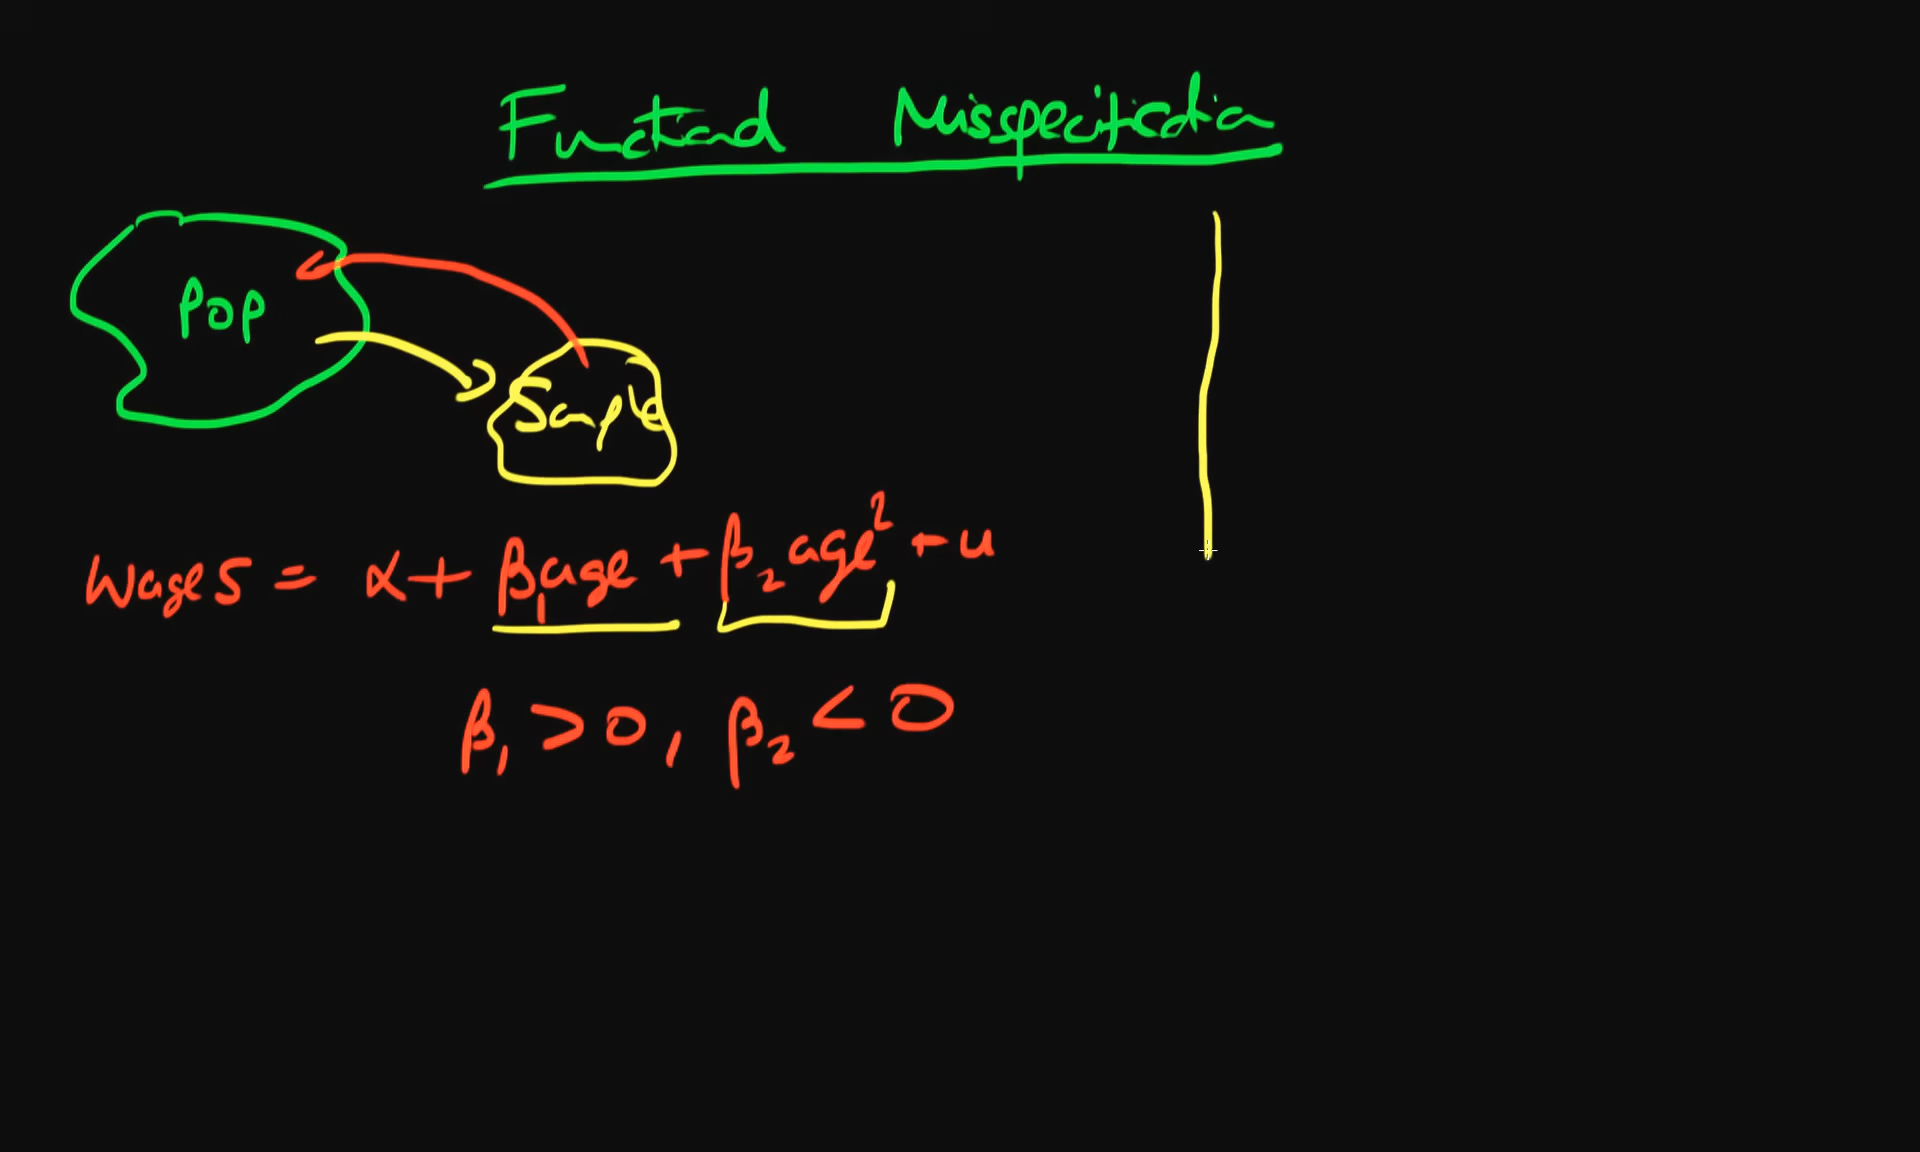 Functional Misspecification
Pop
Sample
Wages = α + β₁age + β₂age² + u
β₁ > 0, β₂ < 0